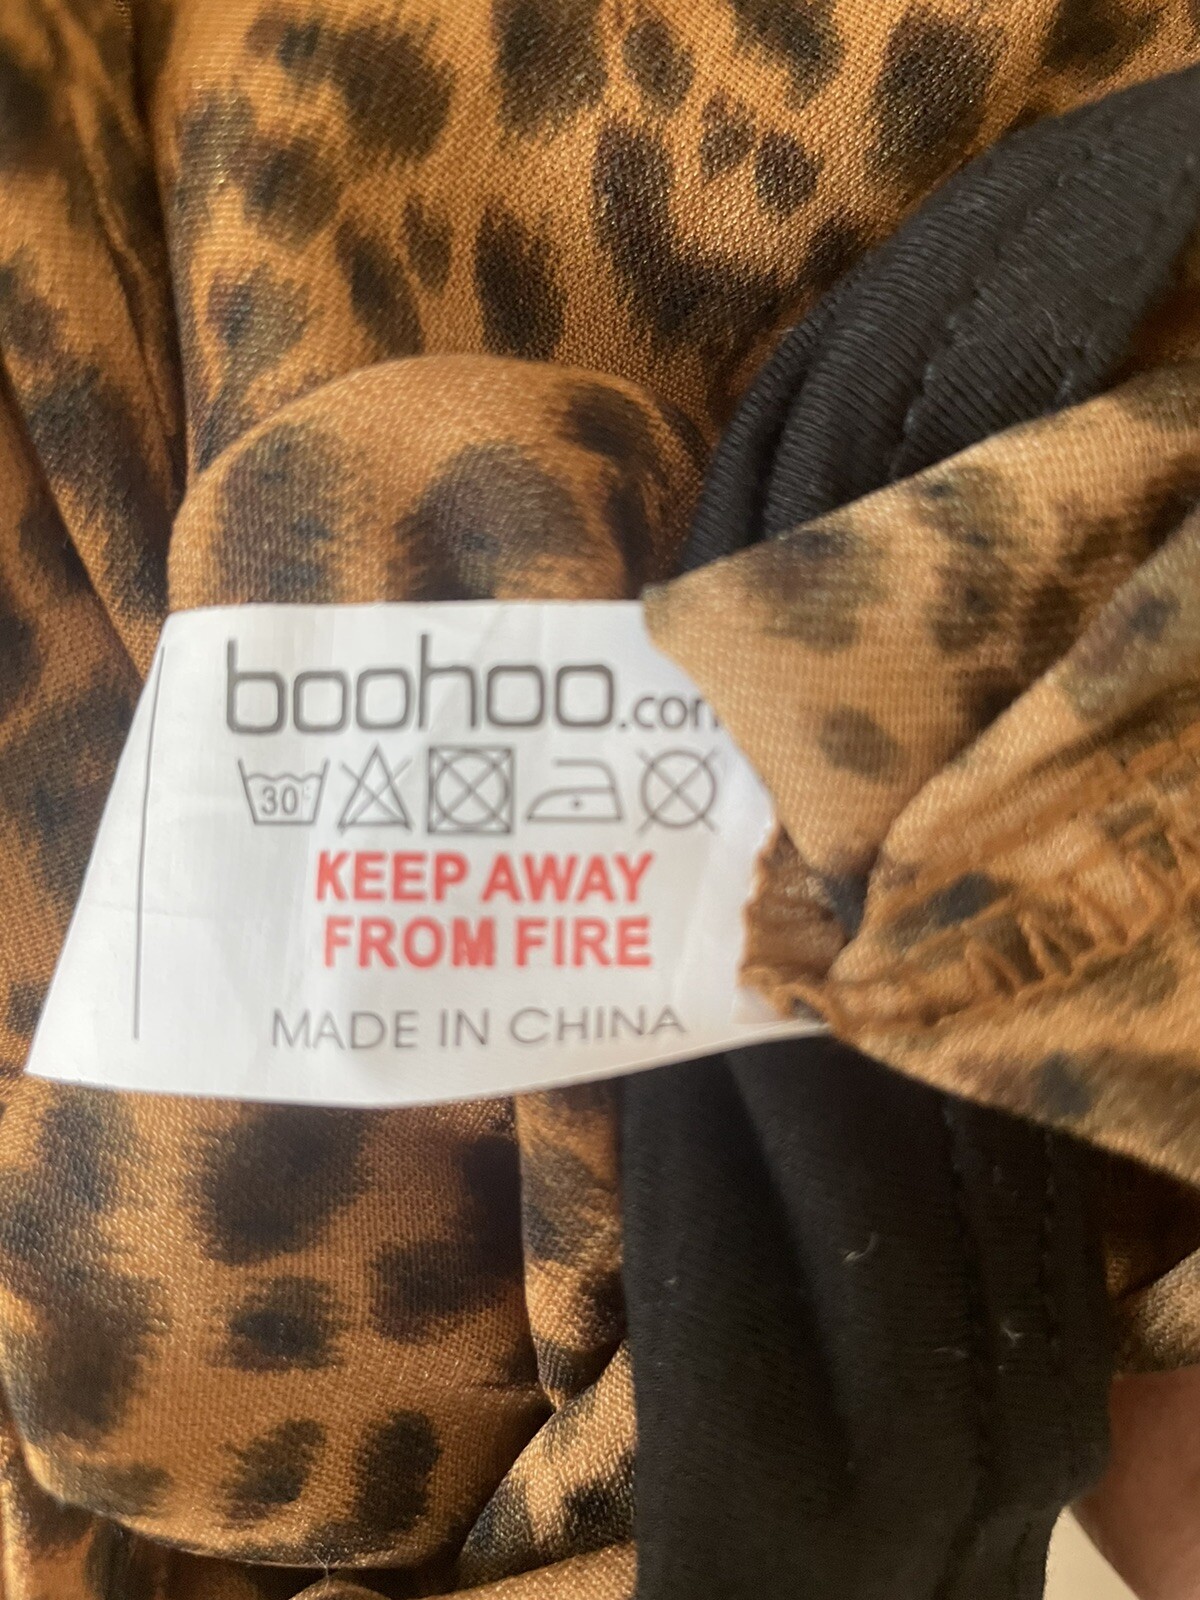 boohoo.com
30°
KEEP AWAY
FROM FIRE
MADE IN CHINA